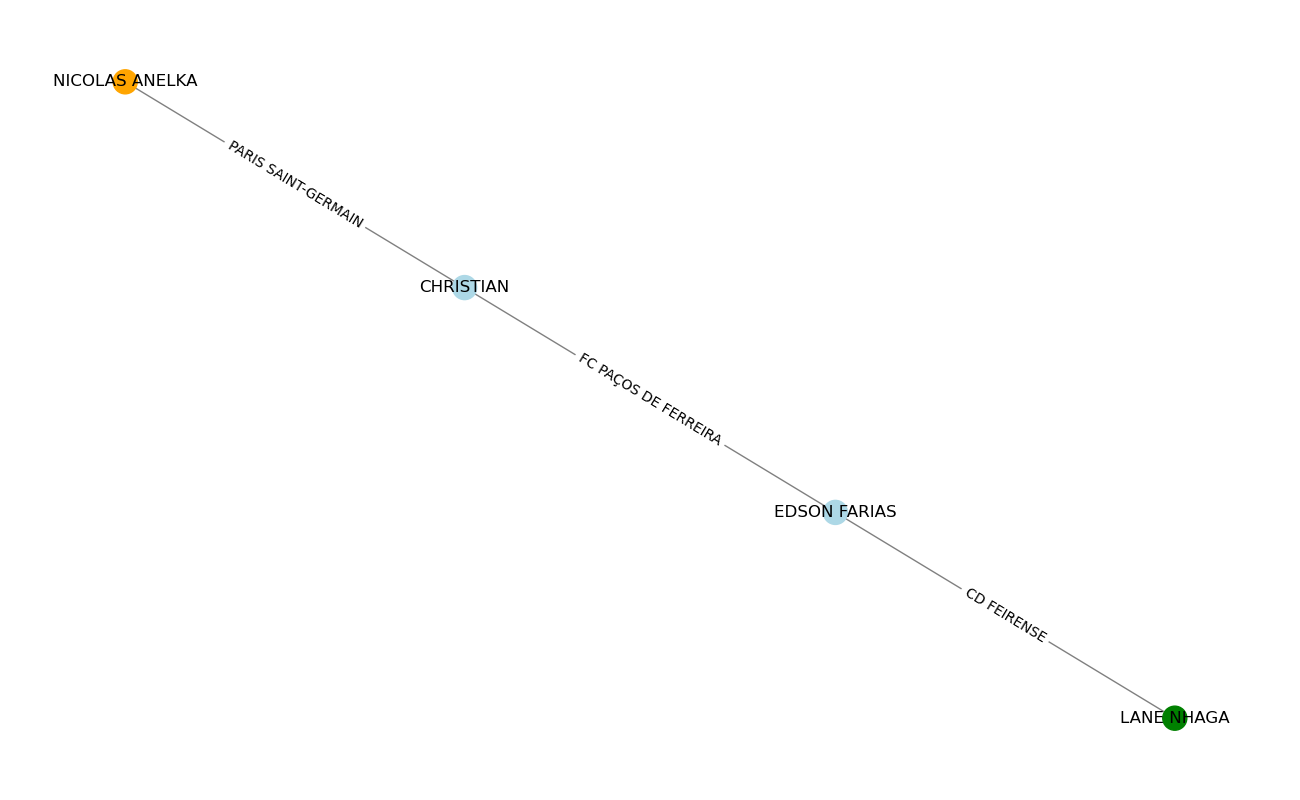 NICOLAS ANELKA
PARIS SAINT-GERMAIN
CHRISTIAN
FC PAÇOS DE FERREIRA
EDSON FARIAS
CD FEIRENSE
LANE NHAGA